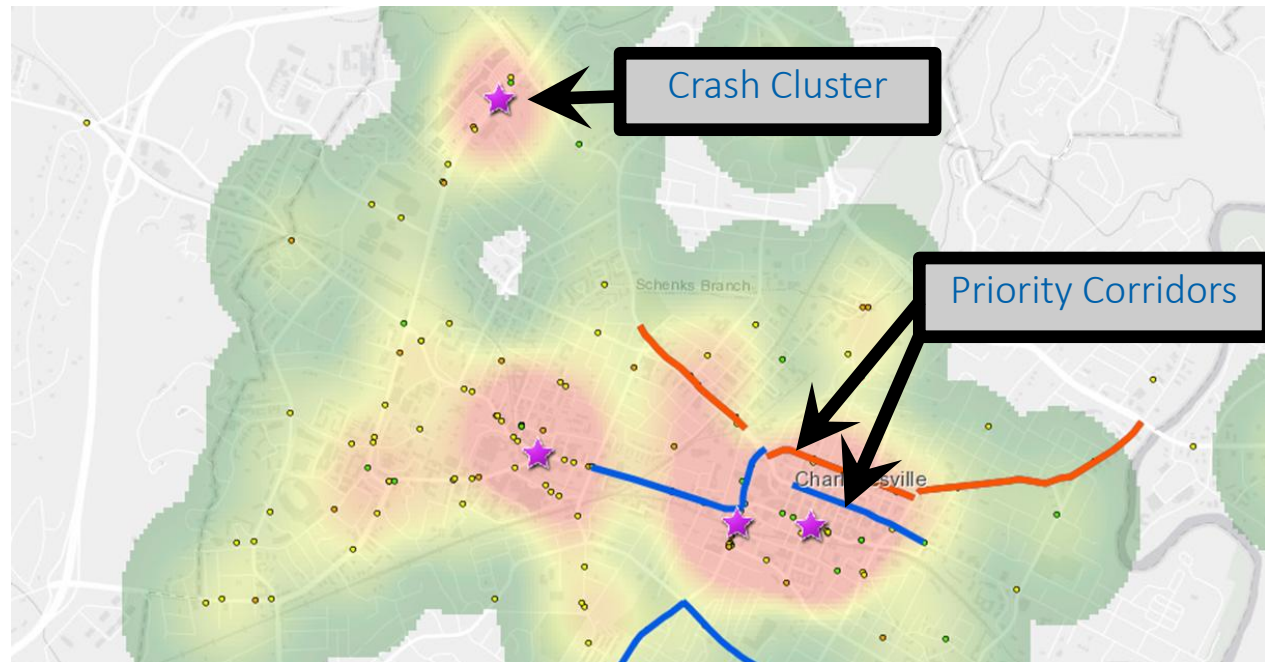 Crash Cluster
Schenks Branch
Priority Corridors
Charlottesville